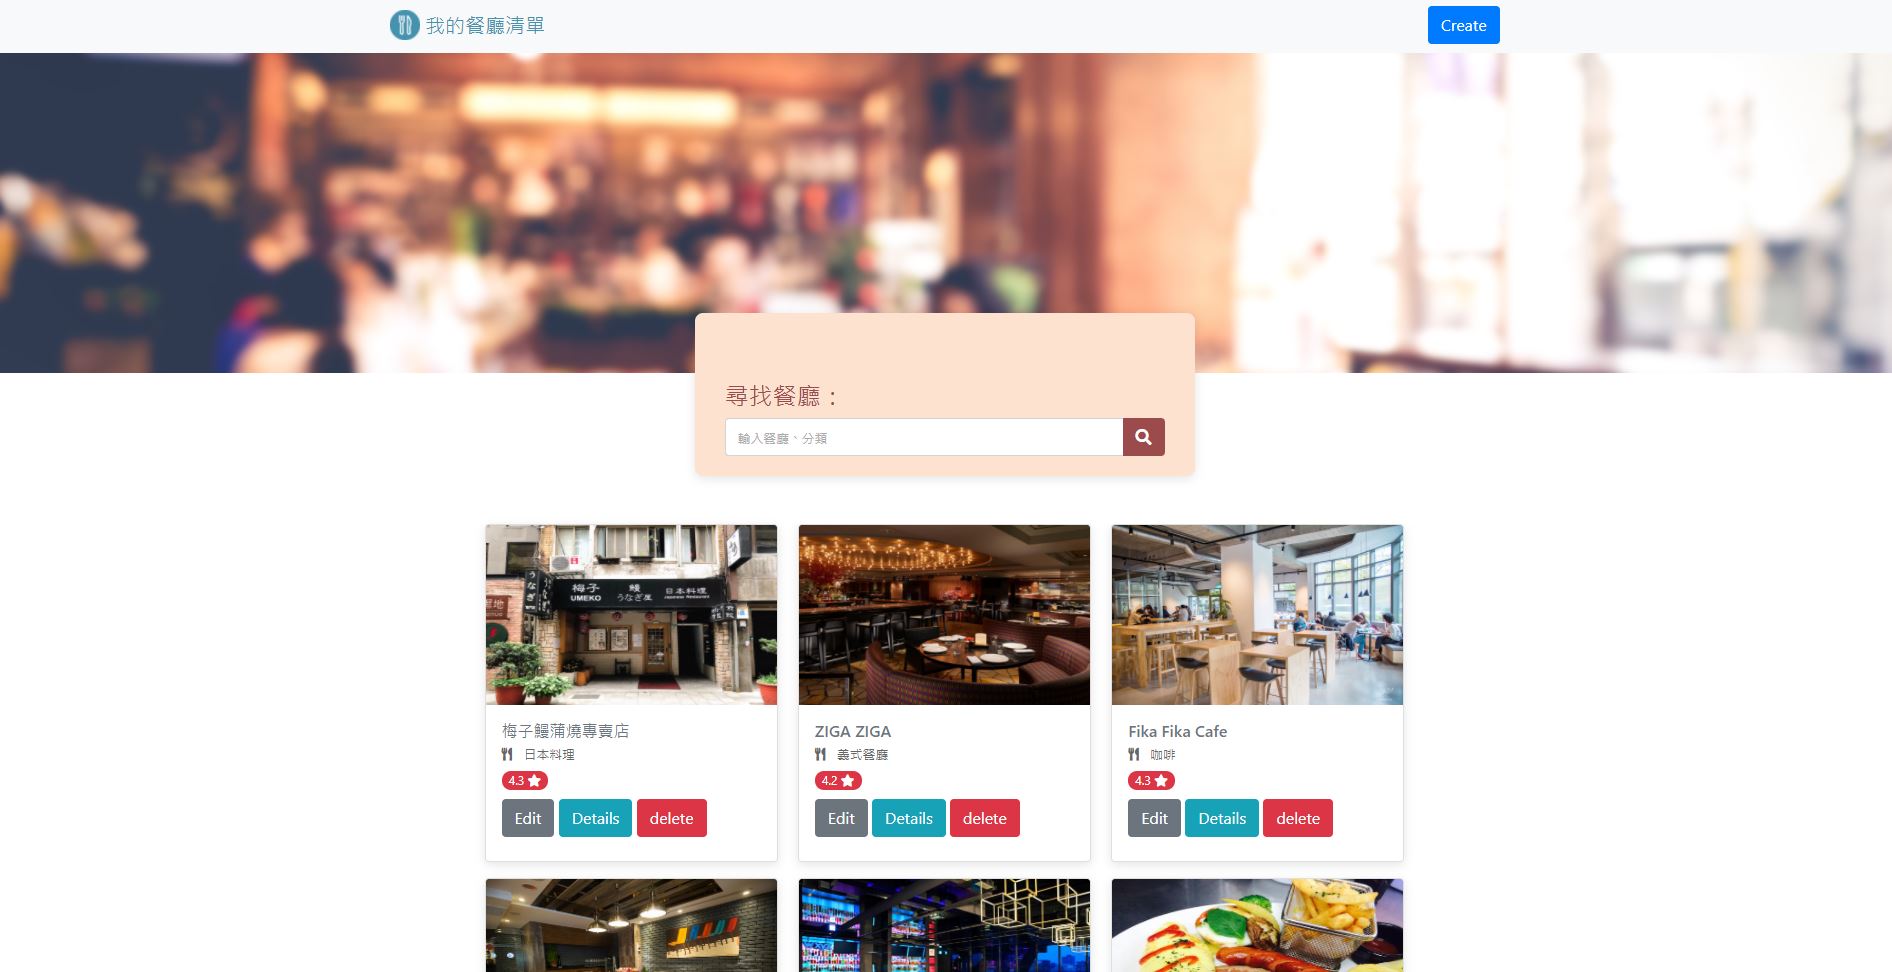 我的餐廳清單
Create
尋找餐廳：
輸入餐廳、分類
梅子 鰻 日本料理
UMEKO うなぎ屋 Japanese Restaurant
うなぎ
梅子鰻蒲燒專賣店
日本料理
4.3
Edit Details delete
ZIGA ZIGA
義式餐廳
4.2
Edit Details delete
Fika Fika Cafe
咖啡
4.3
Edit Details delete